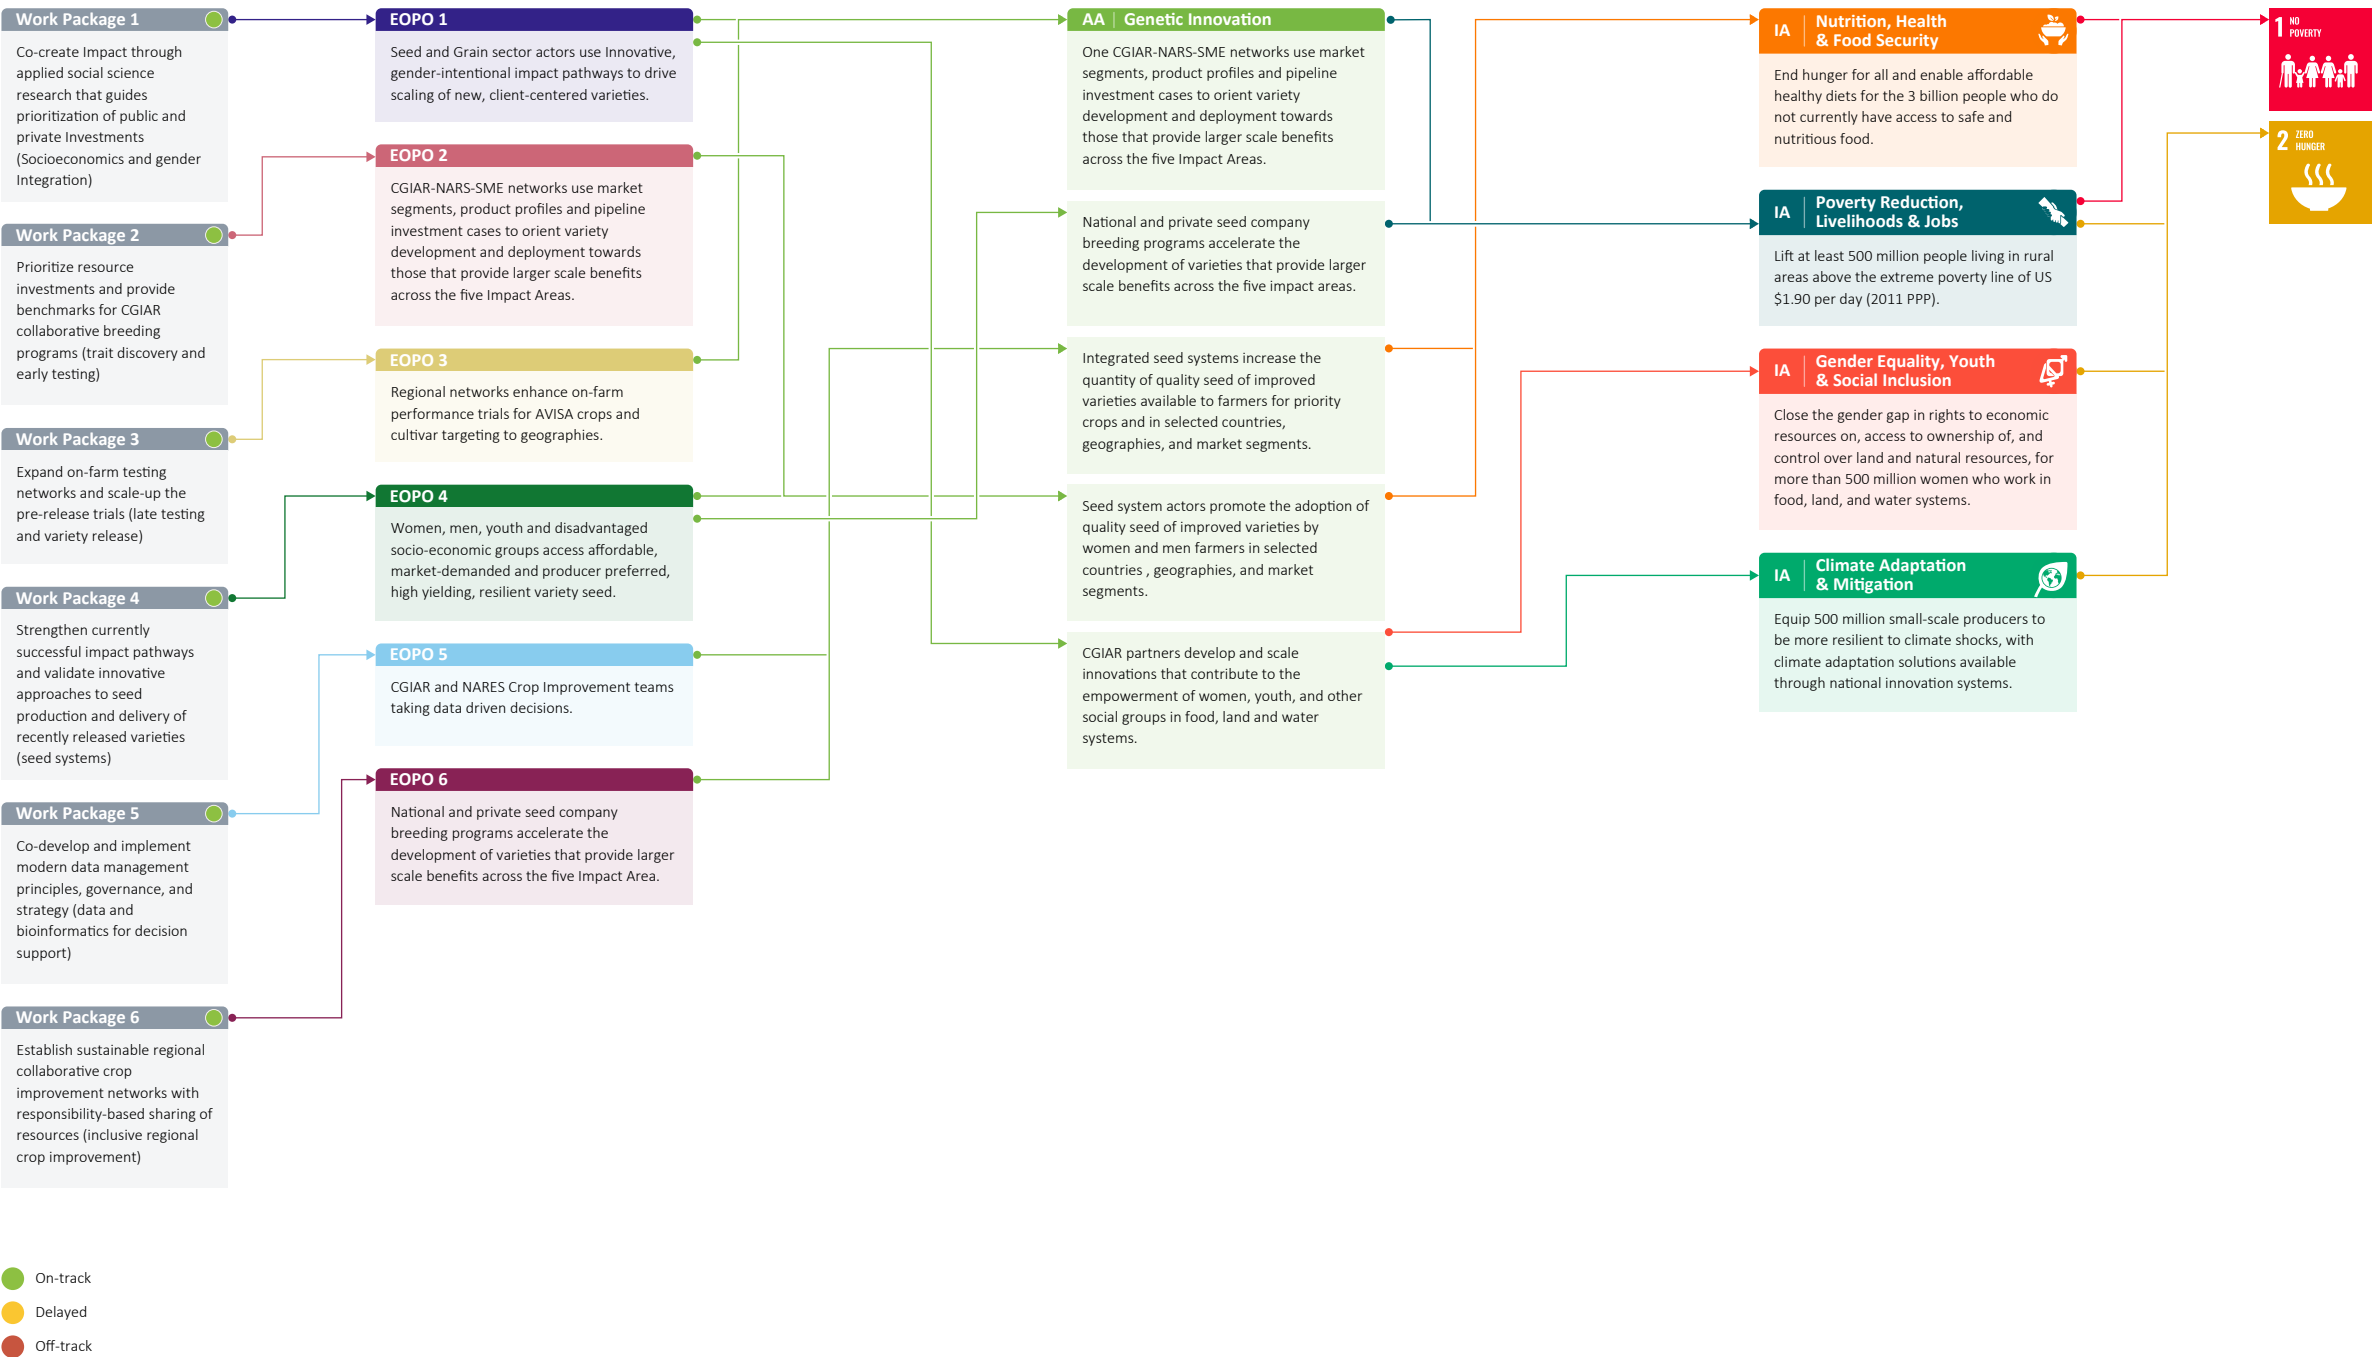 Work Package 1
Co-create Impact through
applied social science
research that guides
prioritization of public and
private Investments
(Socioeconomics and gender
Integration)
Work Package 2
Prioritize resource
investments and provide
benchmarks for CGIAR
collaborative breeding
programs (trait discovery and
early testing)
Work Package 3
Expand on-farm testing
networks and scale-up the
pre-release trials (late testing
and variety release)
Work Package 4
Strengthen currently
successful impact pathways
and validate innovative
approaches to seed
production and delivery of
recently released varieties
(seed systems)
Work Package 5
Co-develop and implement
modern data management
principles, governance, and
strategy (data and
bioinformatics for decision
support)
Work Package 6
Establish sustainable regional
collaborative crop
improvement networks with
responsibility-based sharing of
resources (inclusive regional
crop improvement)
EOPO 1
Seed and Grain sector actors use Innovative,
gender-intentional impact pathways to drive
scaling of new, client-centered varieties.
EOPO 2
CGIAR-NARS-SME networks use market
segments, product profiles and pipeline
investment cases to orient variety
development and deployment towards
those that provide larger scale benefits
across the five Impact Areas.
EOPO 3
Regional networks enhance on-farm
performance trials for AVISA crops and
cultivar targeting to geographies.
EOPO 4
Women, men, youth and disadvantaged
socio-economic groups access affordable,
market-demanded and producer preferred,
high yielding, resilient variety seed.
EOPO 5
CGIAR and NARES Crop Improvement teams
taking data driven decisions.
EOPO 6
National and private seed company
breeding programs accelerate the
development of varieties that provide larger
scale benefits across the five Impact Area.
AA | Genetic Innovation
One CGIAR-NARS-SME networks use market
segments, product profiles and pipeline
investment cases to orient variety
development and deployment towards
those that provide larger scale benefits
across the five Impact Areas.
National and private seed company
breeding programs accelerate the
development of varieties that provide larger
scale benefits across the five impact areas.
Integrated seed systems increase the
quantity of quality seed of improved
varieties available to farmers for priority
crops and in selected countries,
geographies, and market segments.
Seed system actors promote the adoption of
quality seed of improved varieties by
women and men farmers in selected
countries , geographies, and market
segments.
CGIAR partners develop and scale
innovations that contribute to the
empowerment of women, youth, and other
social groups in food, land and water
systems.
IA | Nutrition, Health
& Food Security
End hunger for all and enable affordable
healthy diets for the 3 billion people who do
not currently have access to safe and
nutritious food.
IA | Poverty Reduction,
Livelihoods & Jobs
Lift at least 500 million people living in rural
areas above the extreme poverty line of US
$1.90 per day (2011 PPP).
IA | Gender Equality, Youth
& Social Inclusion
Close the gender gap in rights to economic
resources on, access to ownership of, and
control over land and natural resources, for
more than 500 million women who work in
food, land, and water systems.
IA | Climate Adaptation
& Mitigation
Equip 500 million small-scale producers to
be more resilient to climate shocks, with
climate adaptation solutions available
through national innovation systems.
1 NO
POVERTY
2 ZERO
HUNGER
On-track
Delayed
Off-track